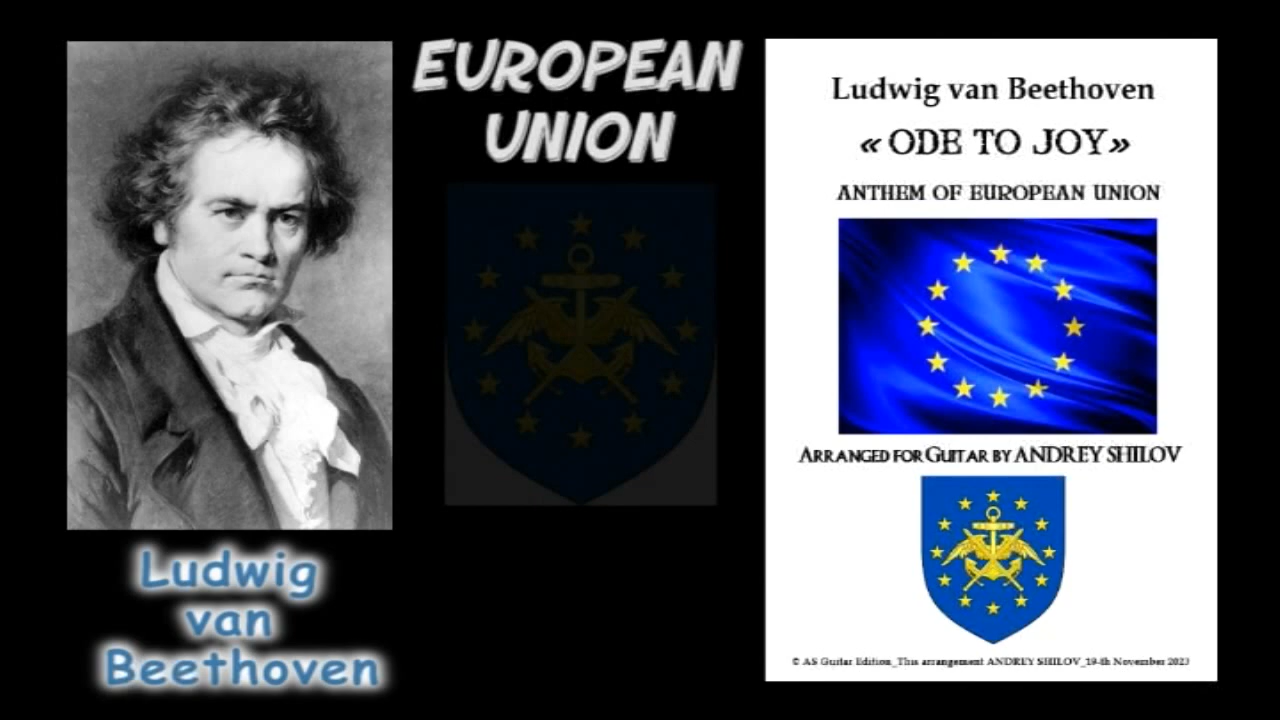 EUROPEAN
UNION
Ludwig
van
Beethoven
Ludwig van Beethoven
« ODE TO JOY»
ANTHEM OF EUROPEAN UNION
ARRANGED FOR GUITAR BY ANDREY SHILOV
© AS Guitar Edition_This arrangement ANDREY SHILOV_19-th November 2023